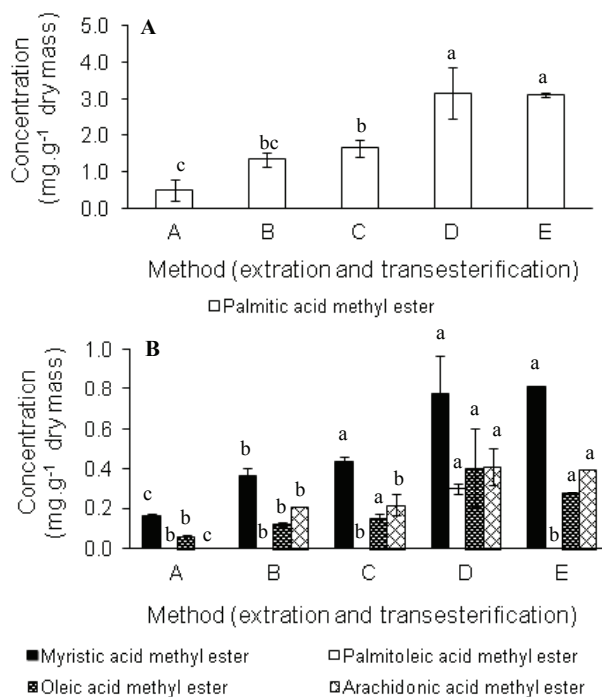 A
Concentration
(mg.g-1 dry mass)
5.0
4.0
3.0
2.0
1.0
0.0
c
bc
b
a
a
A B C D E
Method (extration and transesterification)
Palmitic acid methyl ester
B
Concentration
(mg.g-1 dry mass)
1.0
0.8
0.6
0.4
0.2
0.0
c b b c
b b b b
a b a b
a a a a
a b a a
A B C D E
Method (extration and transesterification)
Myristic acid methyl ester Palmitoleic acid methyl ester
Oleic acid methyl ester Arachidonic acid methyl ester